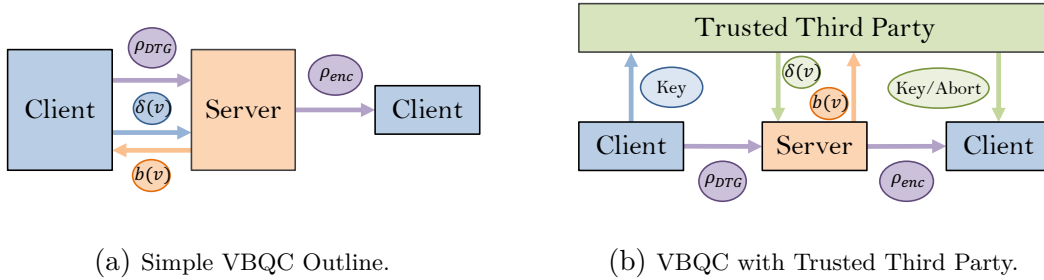 ρ_DTG
Client
δ(v)
b(v)
Server
ρ_enc
Client
(a) Simple VBQC Outline.
Trusted Third Party
Key
δ(v)
b(v)
Key/Abort
Client
Server
Client
ρ_DTG
ρ_enc
(b) VBQC with Trusted Third Party.